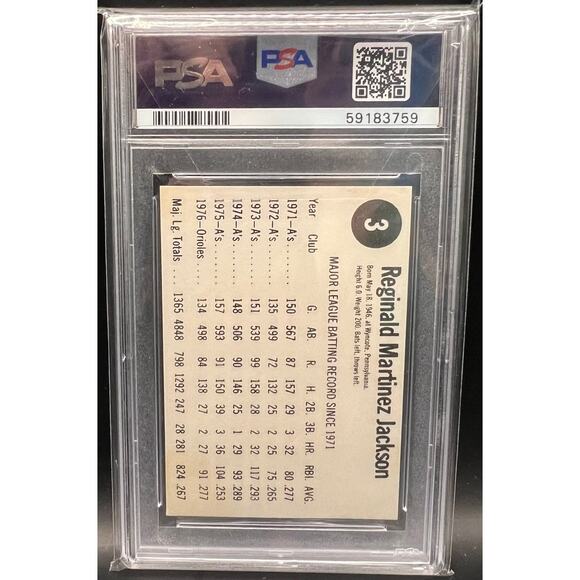 PSA
PSA
59183759
3
Reginald Martinez Jackson
Born May 18, 1946, at Wyncote, Pennsylvania.
Height 6.0. Weight 200. Bats left, throws left.
MAJOR LEAGUE BATTING RECORD SINCE 1971
Year Club G. AB. R. H. 2B. 3B. HR. RBI. AVG.
1971–A's...... 150 567 87 157 29 3 32 80 .277
1972–A's...... 135 499 72 132 25 2 25 75 .265
1973–A's...... 151 539 99 158 28 2 32 117 .293
1974–A's...... 148 506 90 146 25 1 29 93 .289
1975–A's...... 157 593 91 150 39 3 36 104 .253
1976–Orioles... 134 498 84 138 27 2 27 91 .277
Maj. Lg. Totals ... 1365 4848 798 1292 247 28 281 824 .267